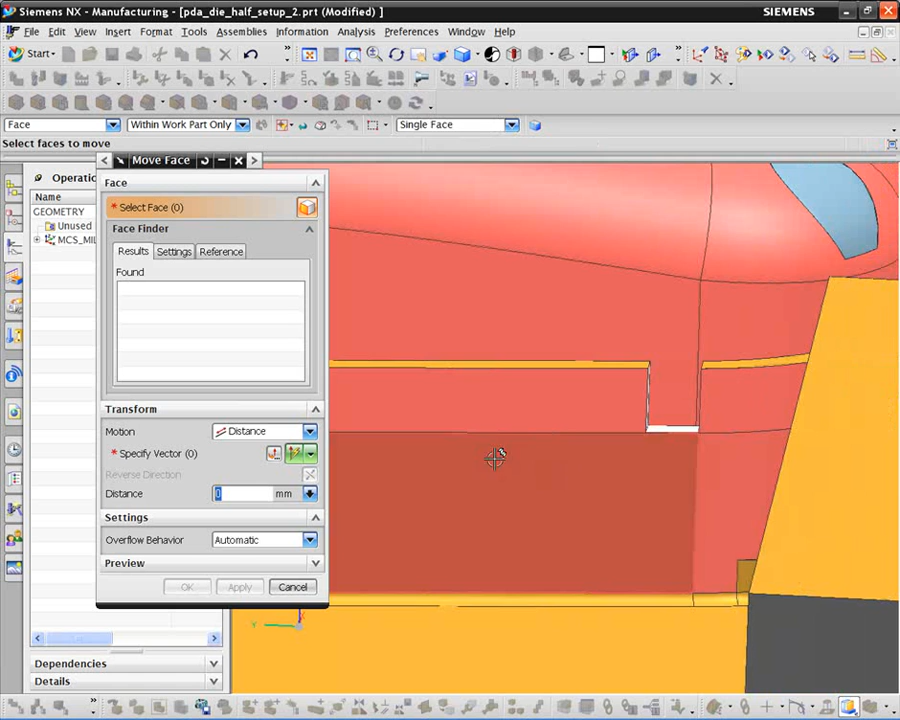 Siemens NX - Manufacturing - [pda_die_half_setup_2.prt (Modified) ]
SIEMENS
File Edit View Insert Format Tools Assemblies Information Analysis Preferences Window Help
Start
Face
Within Work Part Only
Single Face
Select faces to move
Operatio
Name
GEOMETRY
Unused
MCS_MIL
Move Face
Face
* Select Face (0)
Face Finder
Results Settings Reference
Found
Transform
Motion Distance
* Specify Vector (0)
Reverse Direction
Distance 0 mm
Settings
Overflow Behavior Automatic
Preview
OK Apply Cancel
Y
X
Dependencies
Details